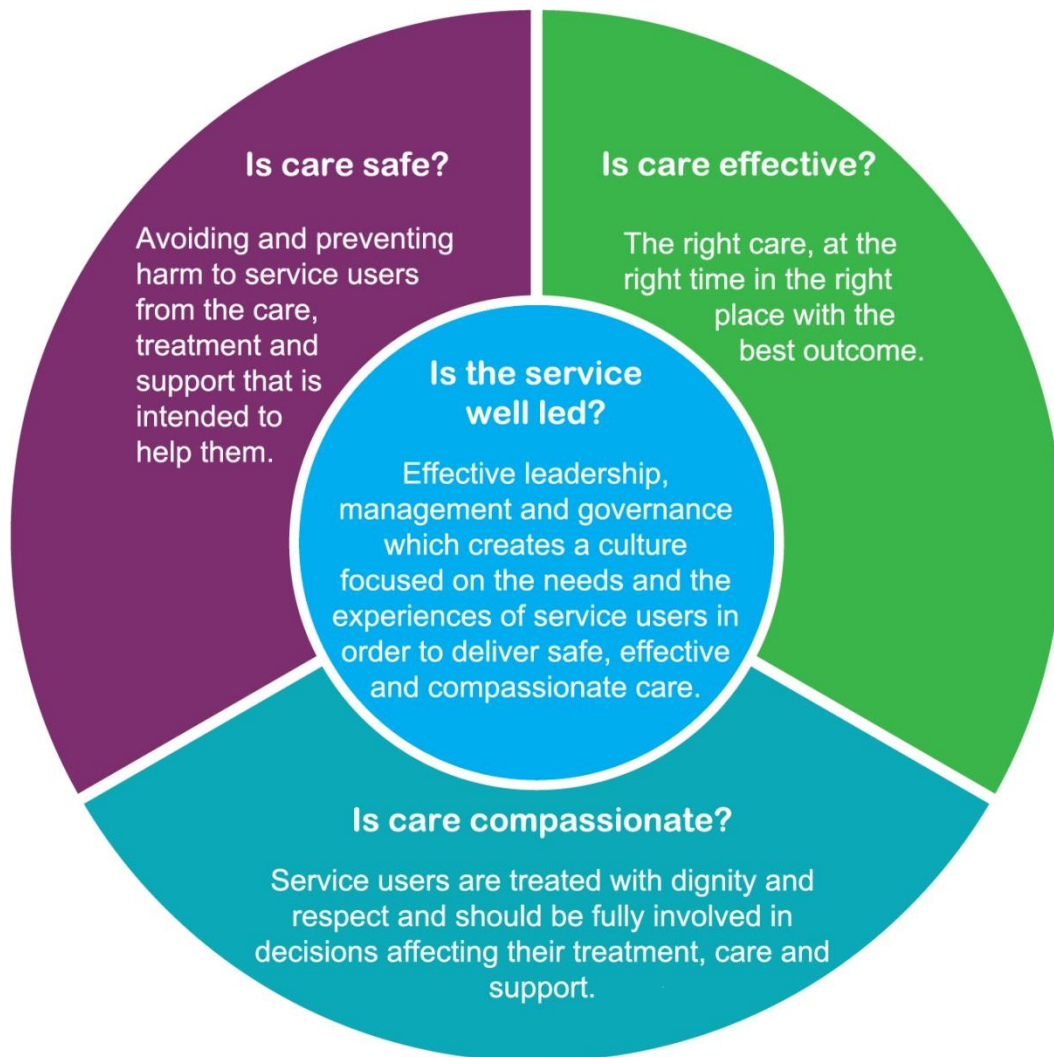 Is care safe?
Avoiding and preventing
harm to service users
from the care,
treatment and
support that is
intended to
help them.
Is care effective?
The right care, at the
right time in the right
place with the
best outcome.
Is the service
well led?
Effective leadership,
management and governance
which creates a culture
focused on the needs and the
experiences of service users in
order to deliver safe, effective
and compassionate care.
Is care compassionate?
Service users are treated with dignity and
respect and should be fully involved in
decisions affecting their treatment, care and
support.